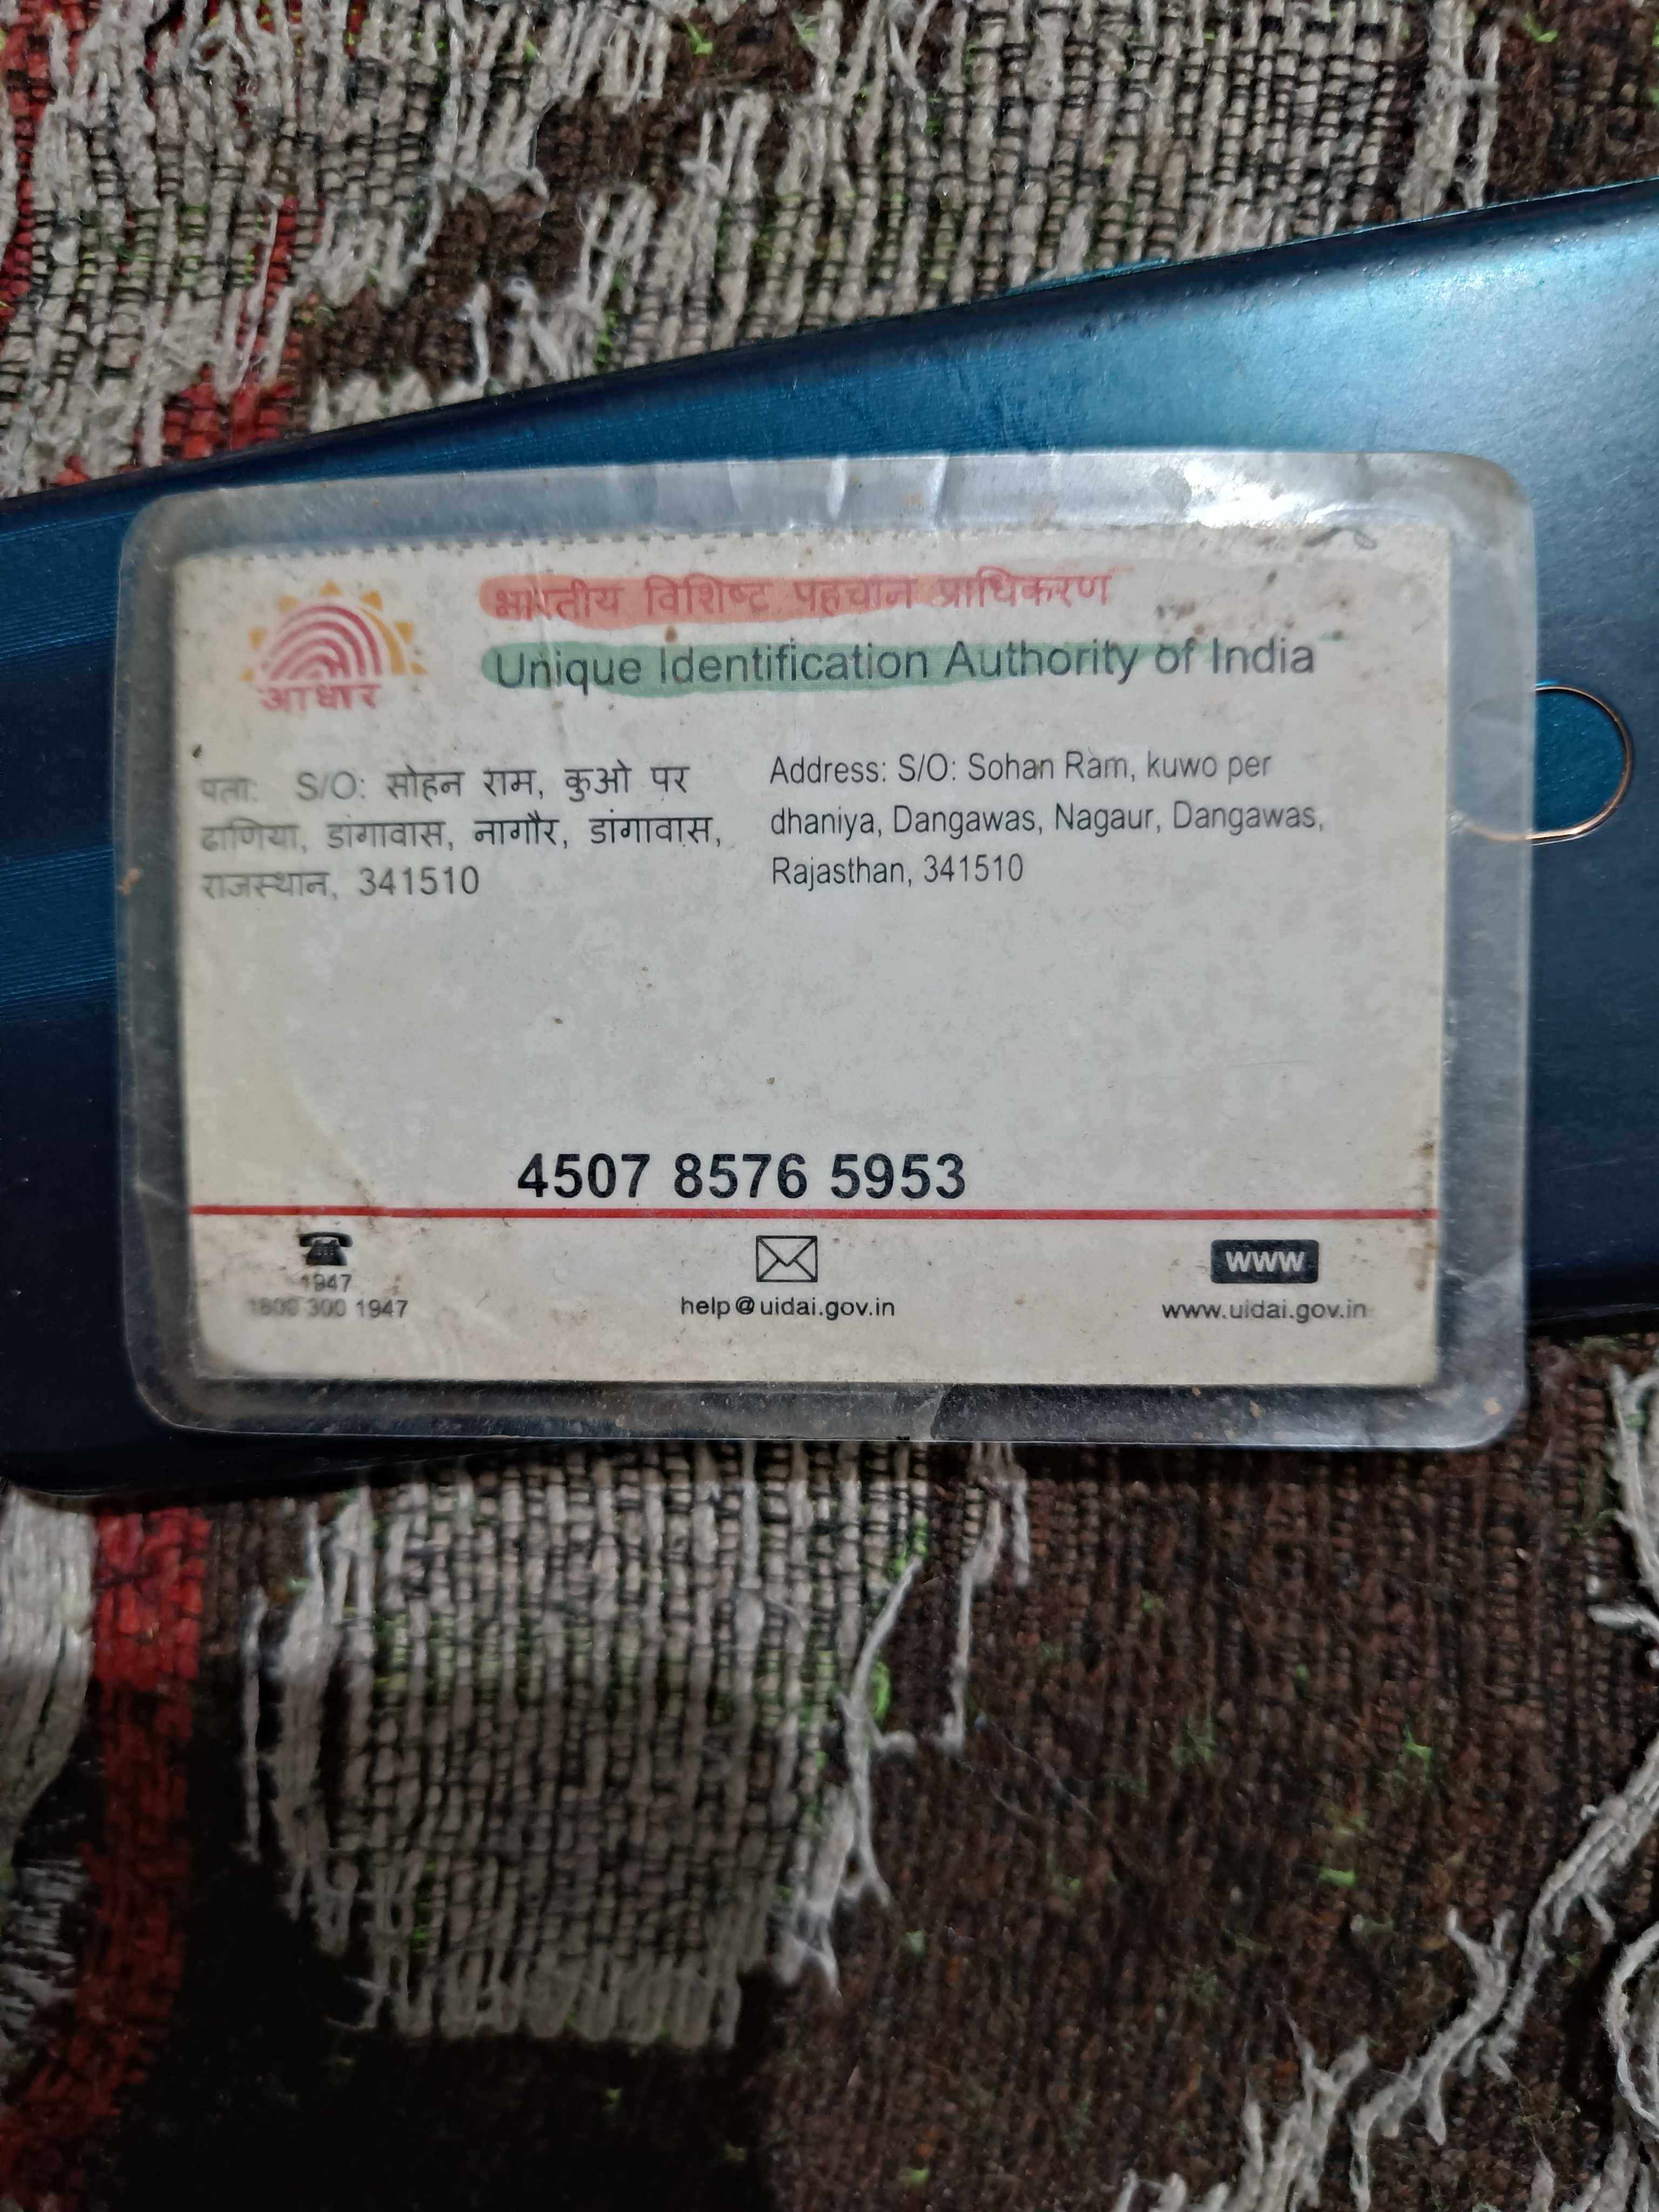 भारतीय विशिष्ट पहचान प्राधिकरण
Unique Identification Authority of India
आधार
पता: S/O: सोहन राम, कुओ पर
ढाणिया, डांगावास, नागौर, डांगावास,
राजस्थान, 341510
Address: S/O: Sohan Ram, kuwo per
dhaniya, Dangawas, Nagaur, Dangawas,
Rajasthan, 341510
4507 8576 5953
1947
1800 300 1947
help@uidai.gov.in
www
www.uidai.gov.in